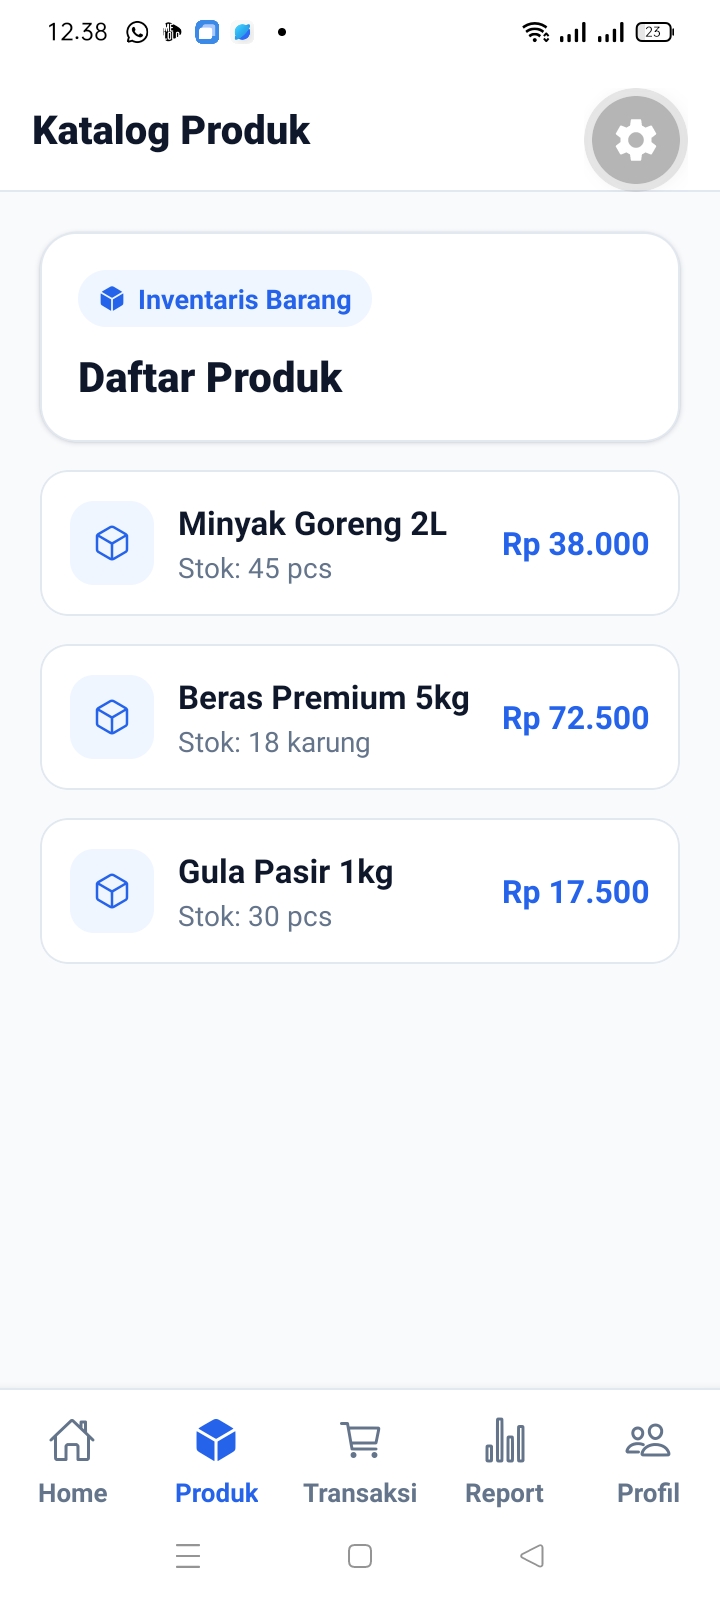 12.38
23
Katalog Produk
Inventaris Barang
Daftar Produk
Minyak Goreng 2L
Stok: 45 pcs
Rp 38.000
Beras Premium 5kg
Stok: 18 karung
Rp 72.500
Gula Pasir 1kg
Stok: 30 pcs
Rp 17.500
Home
Produk
Transaksi
Report
Profil